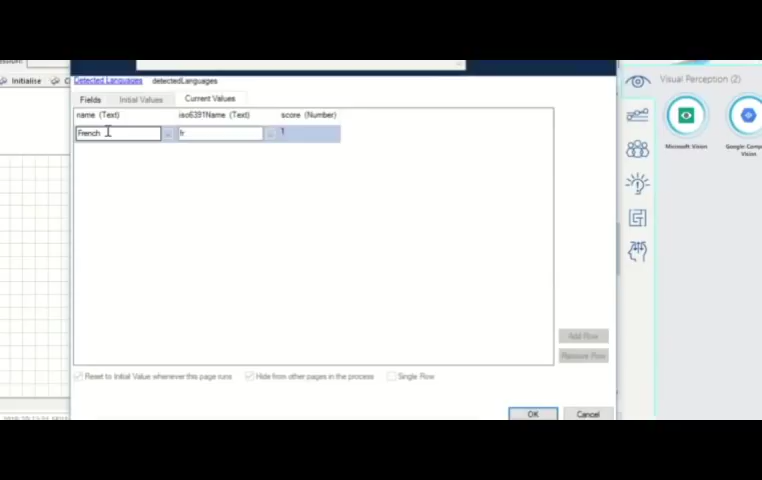 Initialise
Detected Languages detectedLanguages
Visual Perception (2)
Fields Initial Values Current Values
name (Text) iso6391Name (Text) score (Number)
French fr 1
Microsoft Vision
Vision
Add Row
Remove Row
Reset to Initial Value whenever this page runs Hide from other pages in the process Single Row
OK Cancel